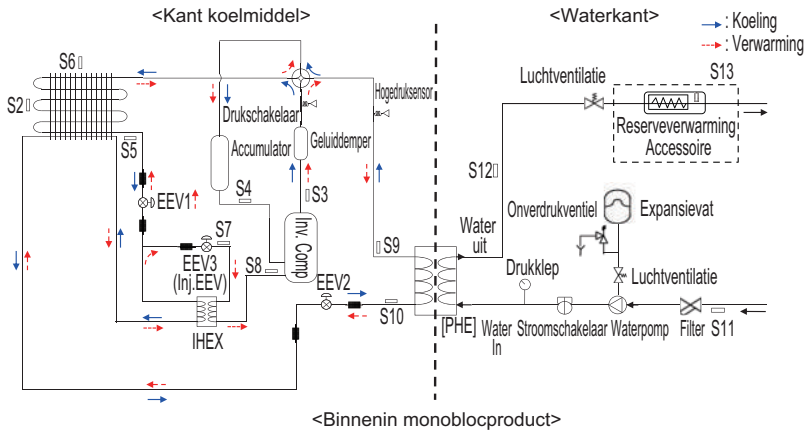 <Kant koelmiddel>
<Waterkant>
: Koeling
: Verwarming
S6
S2
S5
EEV1
S7
EEV3
(Inj.EEV)
IHEX
Drukschakelaar
Accumulator
S4
Geluiddemper
S3
Hogedruksensor
S8
Inv. Comp
EEV2
S9
S10
[PHE]
Water
uit
Water
In
Drukklep
Stroomschakelaar
Waterpomp
Filter
S11
S12
Luchtventilatie
S13
Reserveverwarming
Accessoire
Onverdrukventiel
Expansievat
Luchtventilatie
<Binnenin monoblocproduct>